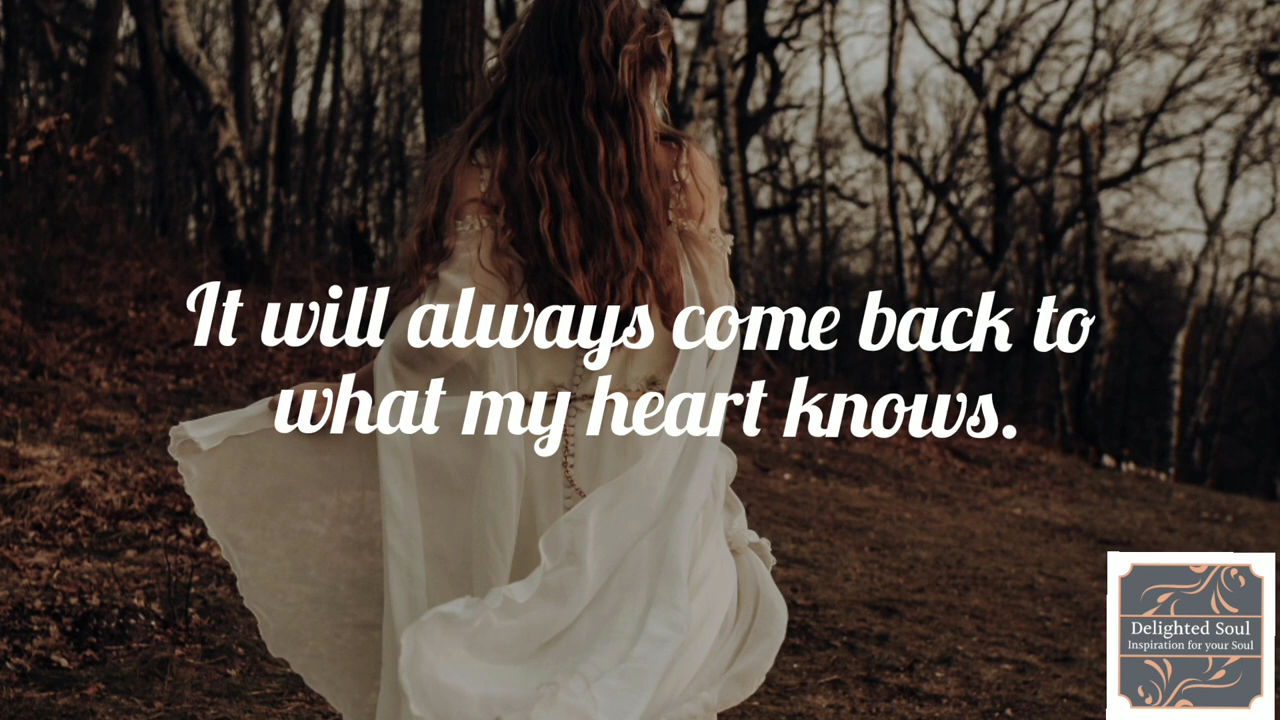 It will always come back to
what my heart knows.
Delighted Soul
Inspiration for your Soul